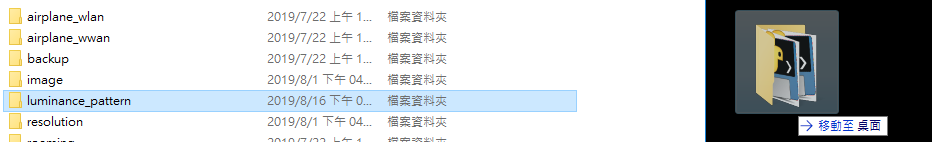 airplane_wlan 2019/7/22 上午 1... 檔案資料夾
airplane_wwan 2019/7/22 上午 1... 檔案資料夾
backup 2019/7/22 上午 1... 檔案資料夾
image 2019/8/1 下午 04... 檔案資料夾
luminance_pattern 2019/8/16 下午 0... 檔案資料夾
resolution 2019/8/1 下午 04... 檔案資料夾
移動至 桌面